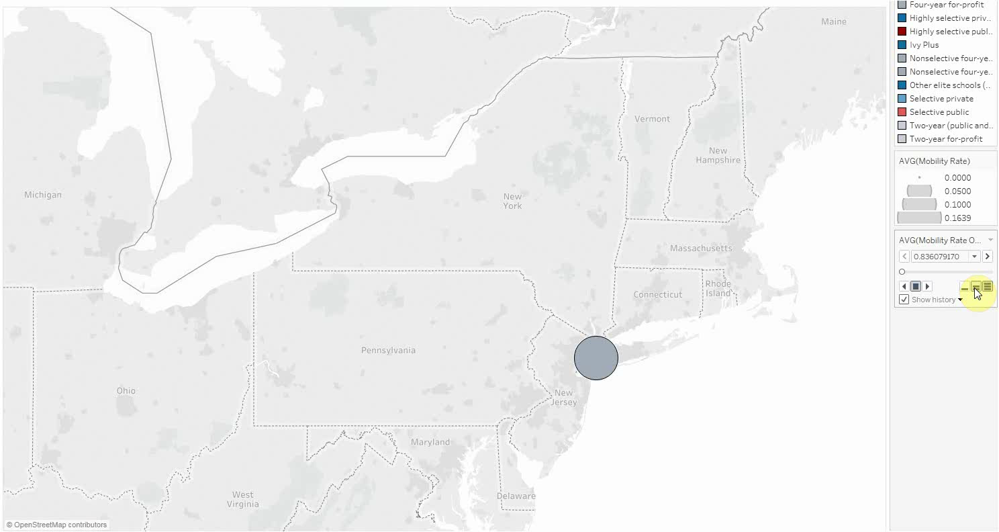 Maine
Vermont
New
Hampshire
Michigan
New
York
Massachusetts
Rhode
Island
Connecticut
Pennsylvania
Ohio
New
Jersey
Maryland
West
Virginia
Delaware
© OpenStreetMap contributors
Four-year for-profit
Highly selective priv..
Highly selective publ..
Ivy Plus
Nonselective four-ye..
Nonselective four-ye..
Other elite schools (..
Selective private
Selective public
Two-year (public and..
Two-year for-profit
AVG(Mobility Rate)
0.0000
0.0500
0.1000
0.1639
AVG(Mobility Rate O...
0.836079170
Show history